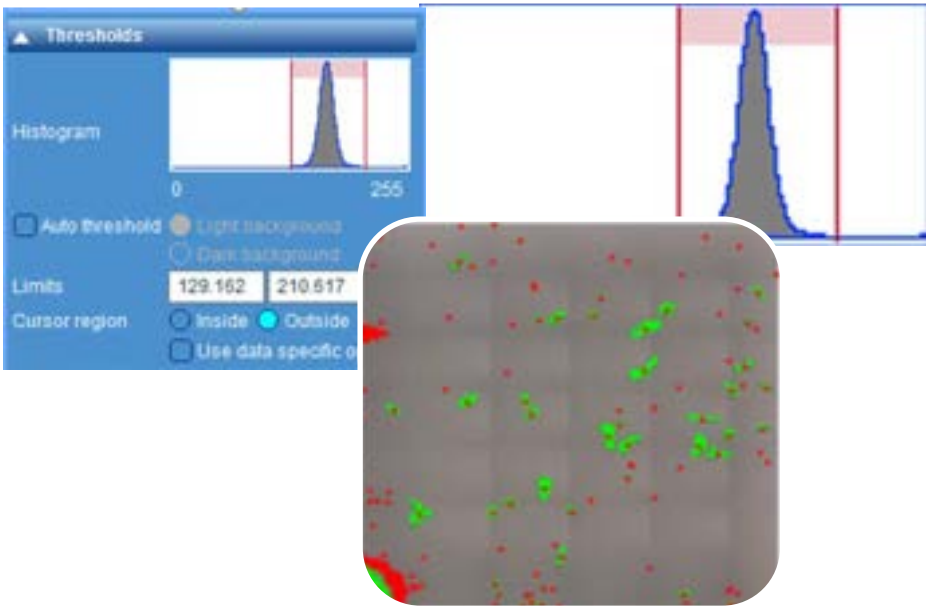 Thresholds
Histogram
0 255
Auto threshold Light background
Dark background
Limits 129.162 210.617
Cursor region Inside Outside
Use data specific